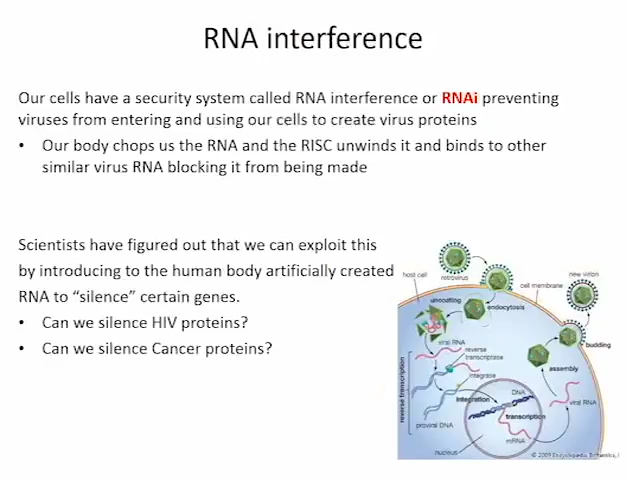 RNA interference
Our cells have a security system called RNA interference or RNAi preventing
viruses from entering and using our cells to create virus proteins
• Our body chops us the RNA and the RISC unwinds it and binds to other
similar virus RNA blocking it from being made
Scientists have figured out that we can exploit this
by introducing to the human body artificially created
RNA to “silence” certain genes.
• Can we silence HIV proteins?
• Can we silence Cancer proteins?
host cell
retrovirus
new virion
cell membrane
uncoating
endocytosis
budding
viral RNA
reverse
transcriptase
integrase
assembly
reverse transcription
integration
DNA
viral RNA
transcription
proviral DNA
mRNA
nucleus
© 2009 Encyclopædia Britannica, I